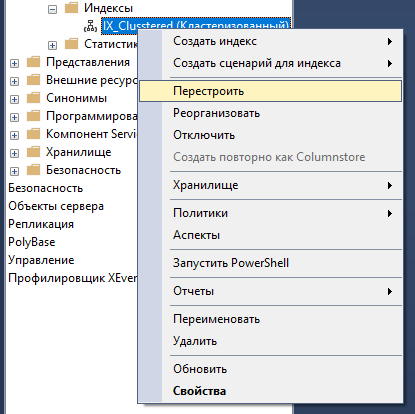 Индексы
IX_Clusstered (Кластеризованный)
Статистик
Представления
Внешние ресурс
Синонимы
Программирова
Компонент Servi
Хранилище
Безопасность
Безопасность
Объекты сервера
Репликация
PolyBase
Управление
Профилировщик XEver
Создать индекс
Создать сценарий для индекса
Перестроить
Реорганизовать
Отключить
Создать повторно как Columnstore
Хранилище
Политики
Аспекты
Запустить PowerShell
Отчеты
Переименовать
Удалить
Обновить
Свойства